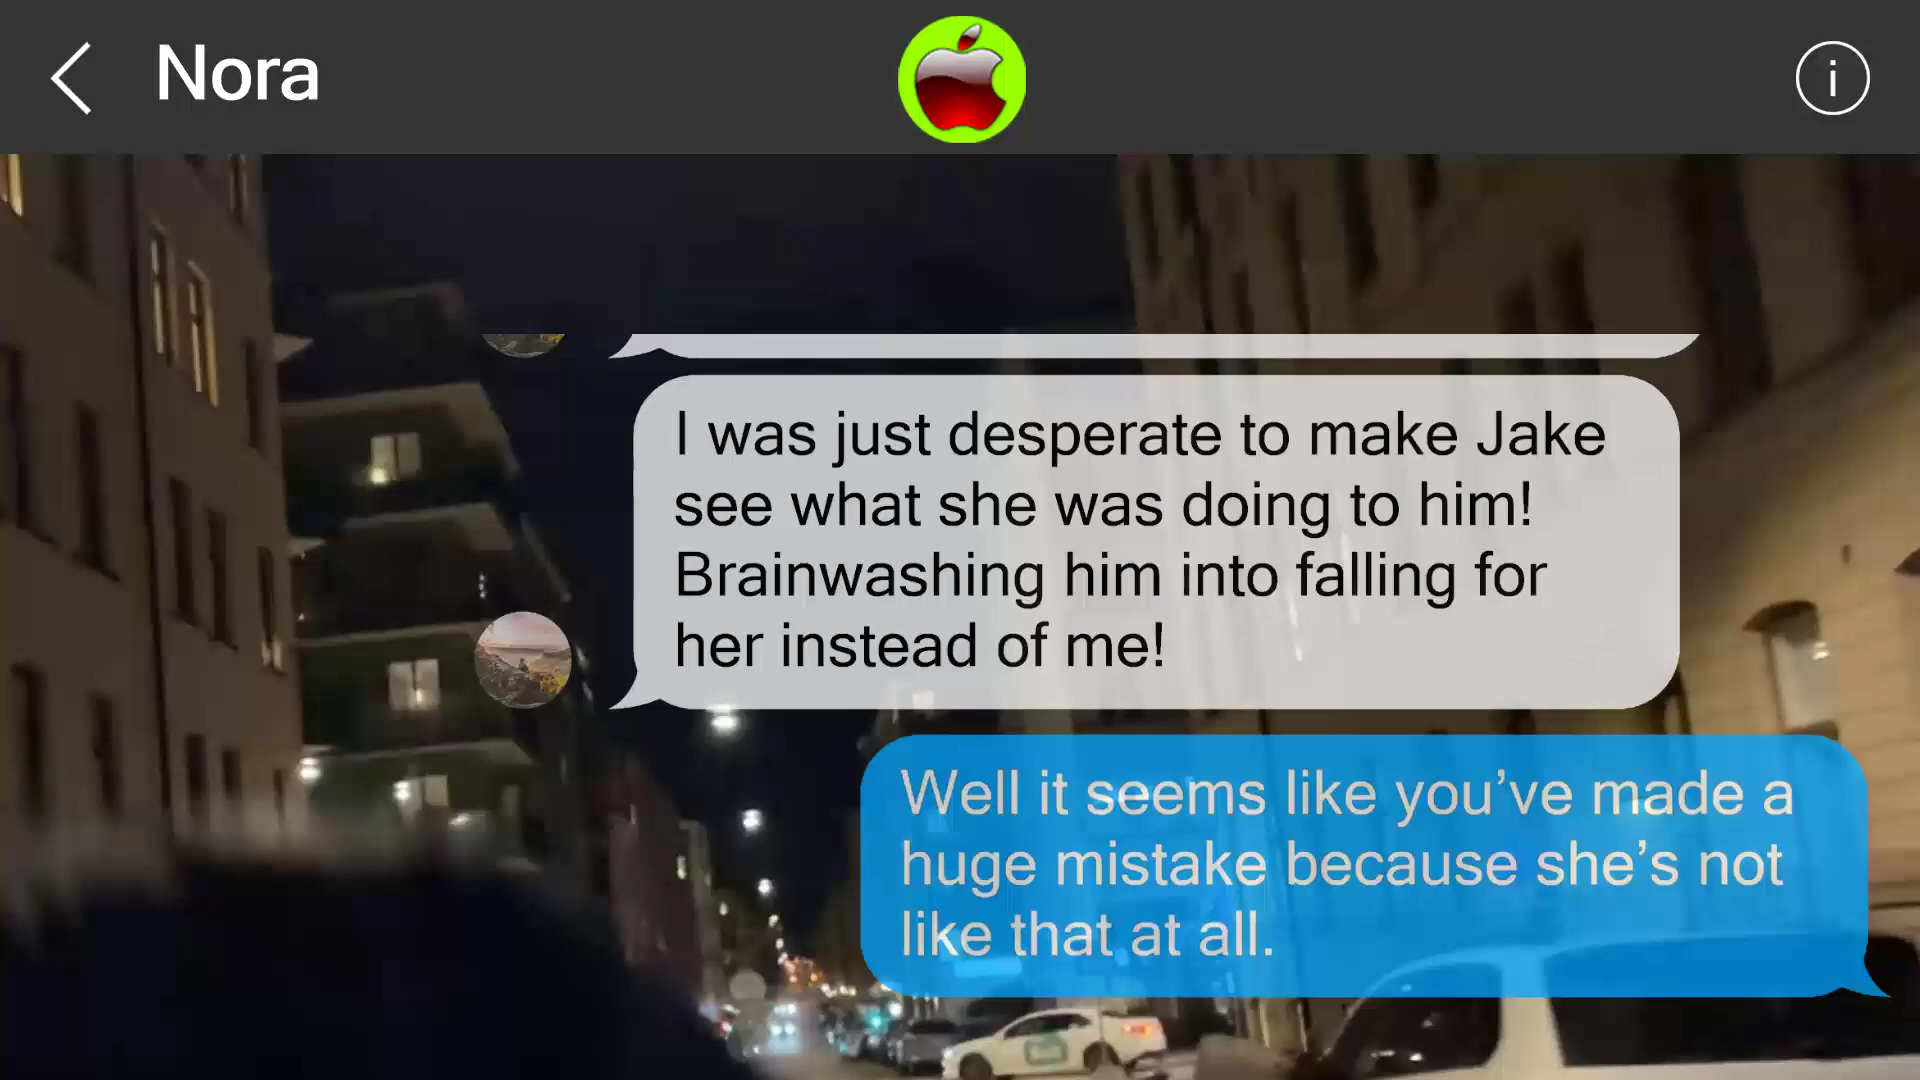 Nora
I was just desperate to make Jake
see what she was doing to him!
Brainwashing him into falling for
her instead of me!
Well it seems like you’ve made a
huge mistake because she’s not
like that at all.